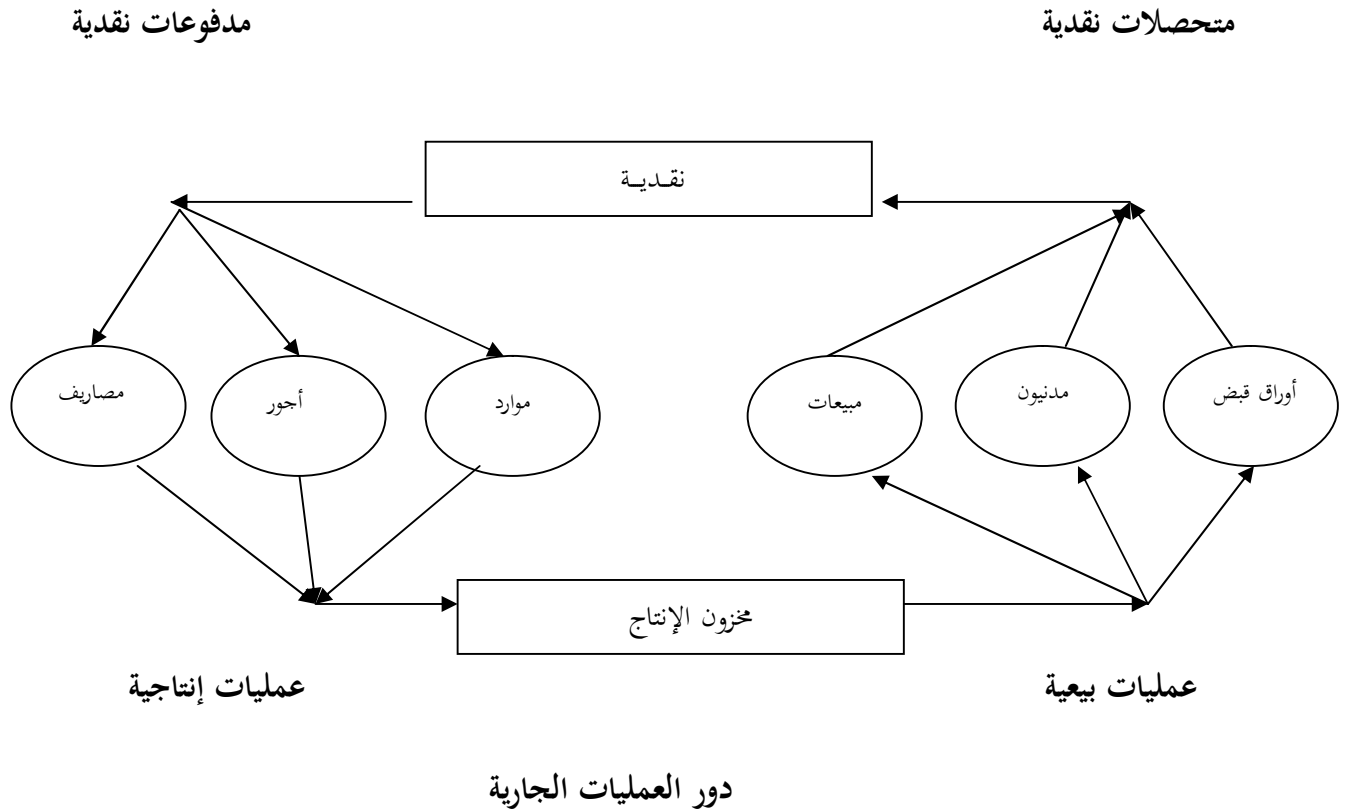 متحصلات نقدية
مدفوعات نقدية
نقـديـة
أوراق قبض
مدنيون
مبيعات
موارد
أجور
مصاريف
مخزون الإنتاج
عمليات بيعية
عمليات إنتاجية
دور العمليات الجارية